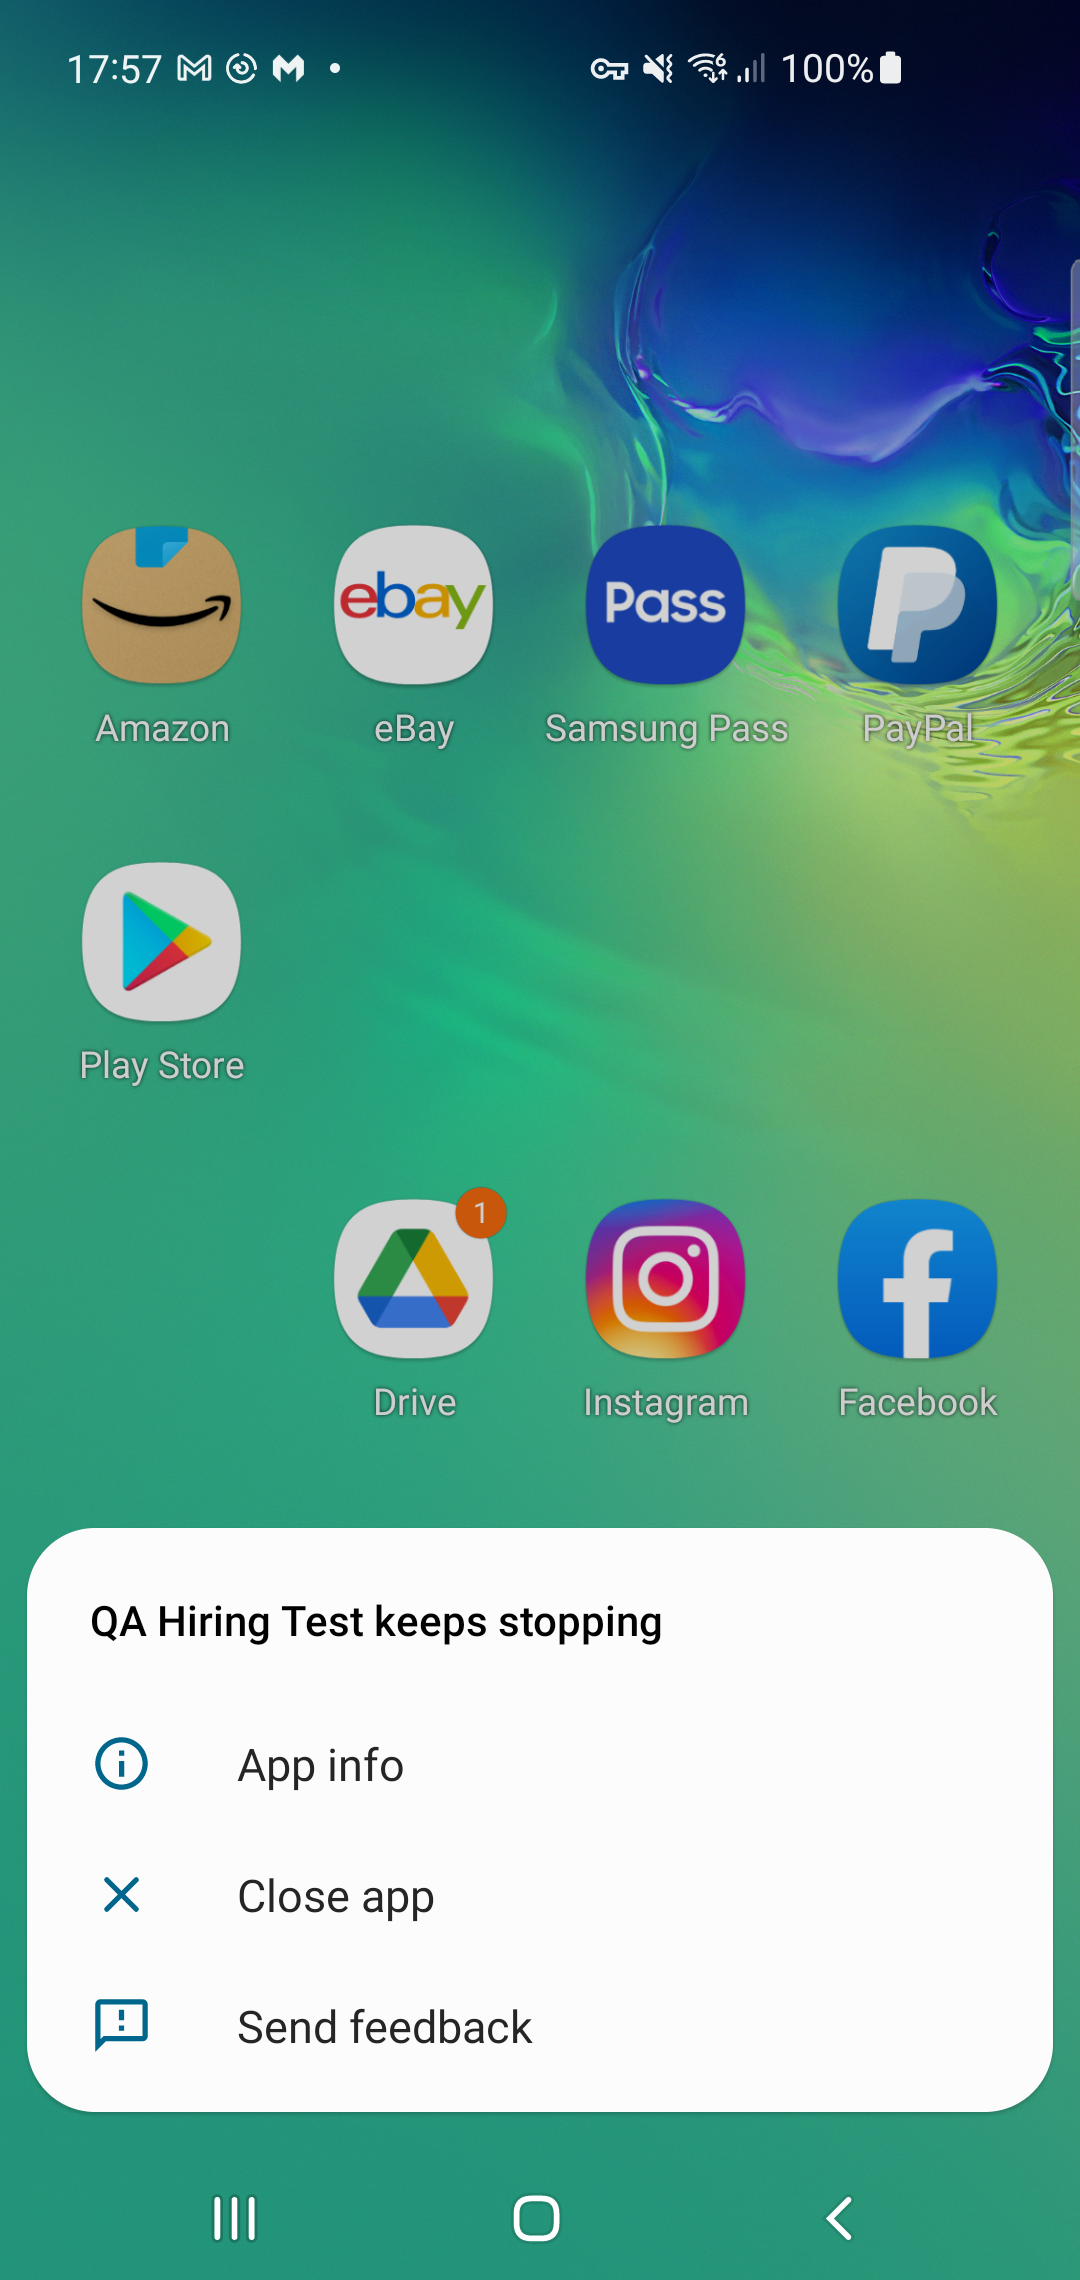 17:57 100%
ebay Pass
Amazon eBay Samsung Pass PayPal
Play Store
1
Drive Instagram Facebook
QA Hiring Test keeps stopping
App info
Close app
Send feedback